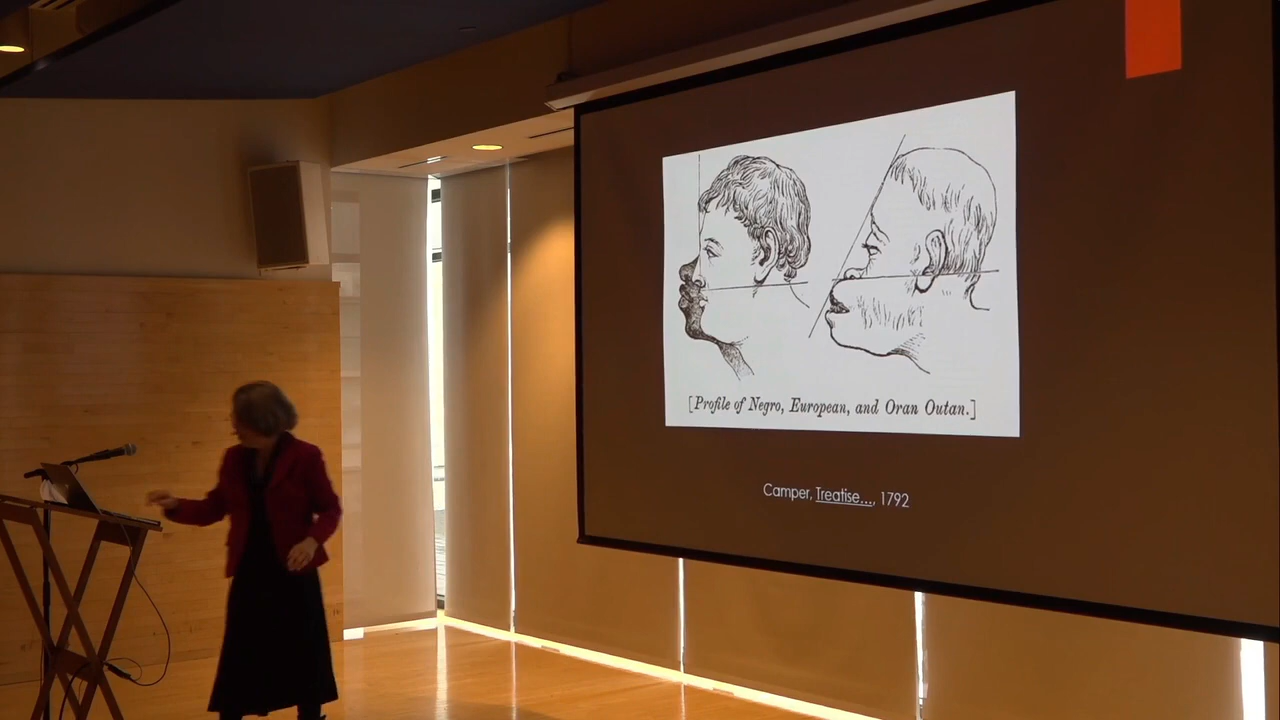 [Profile of Negro, European, and Oran Outan.]
Camper, Treatise..., 1792